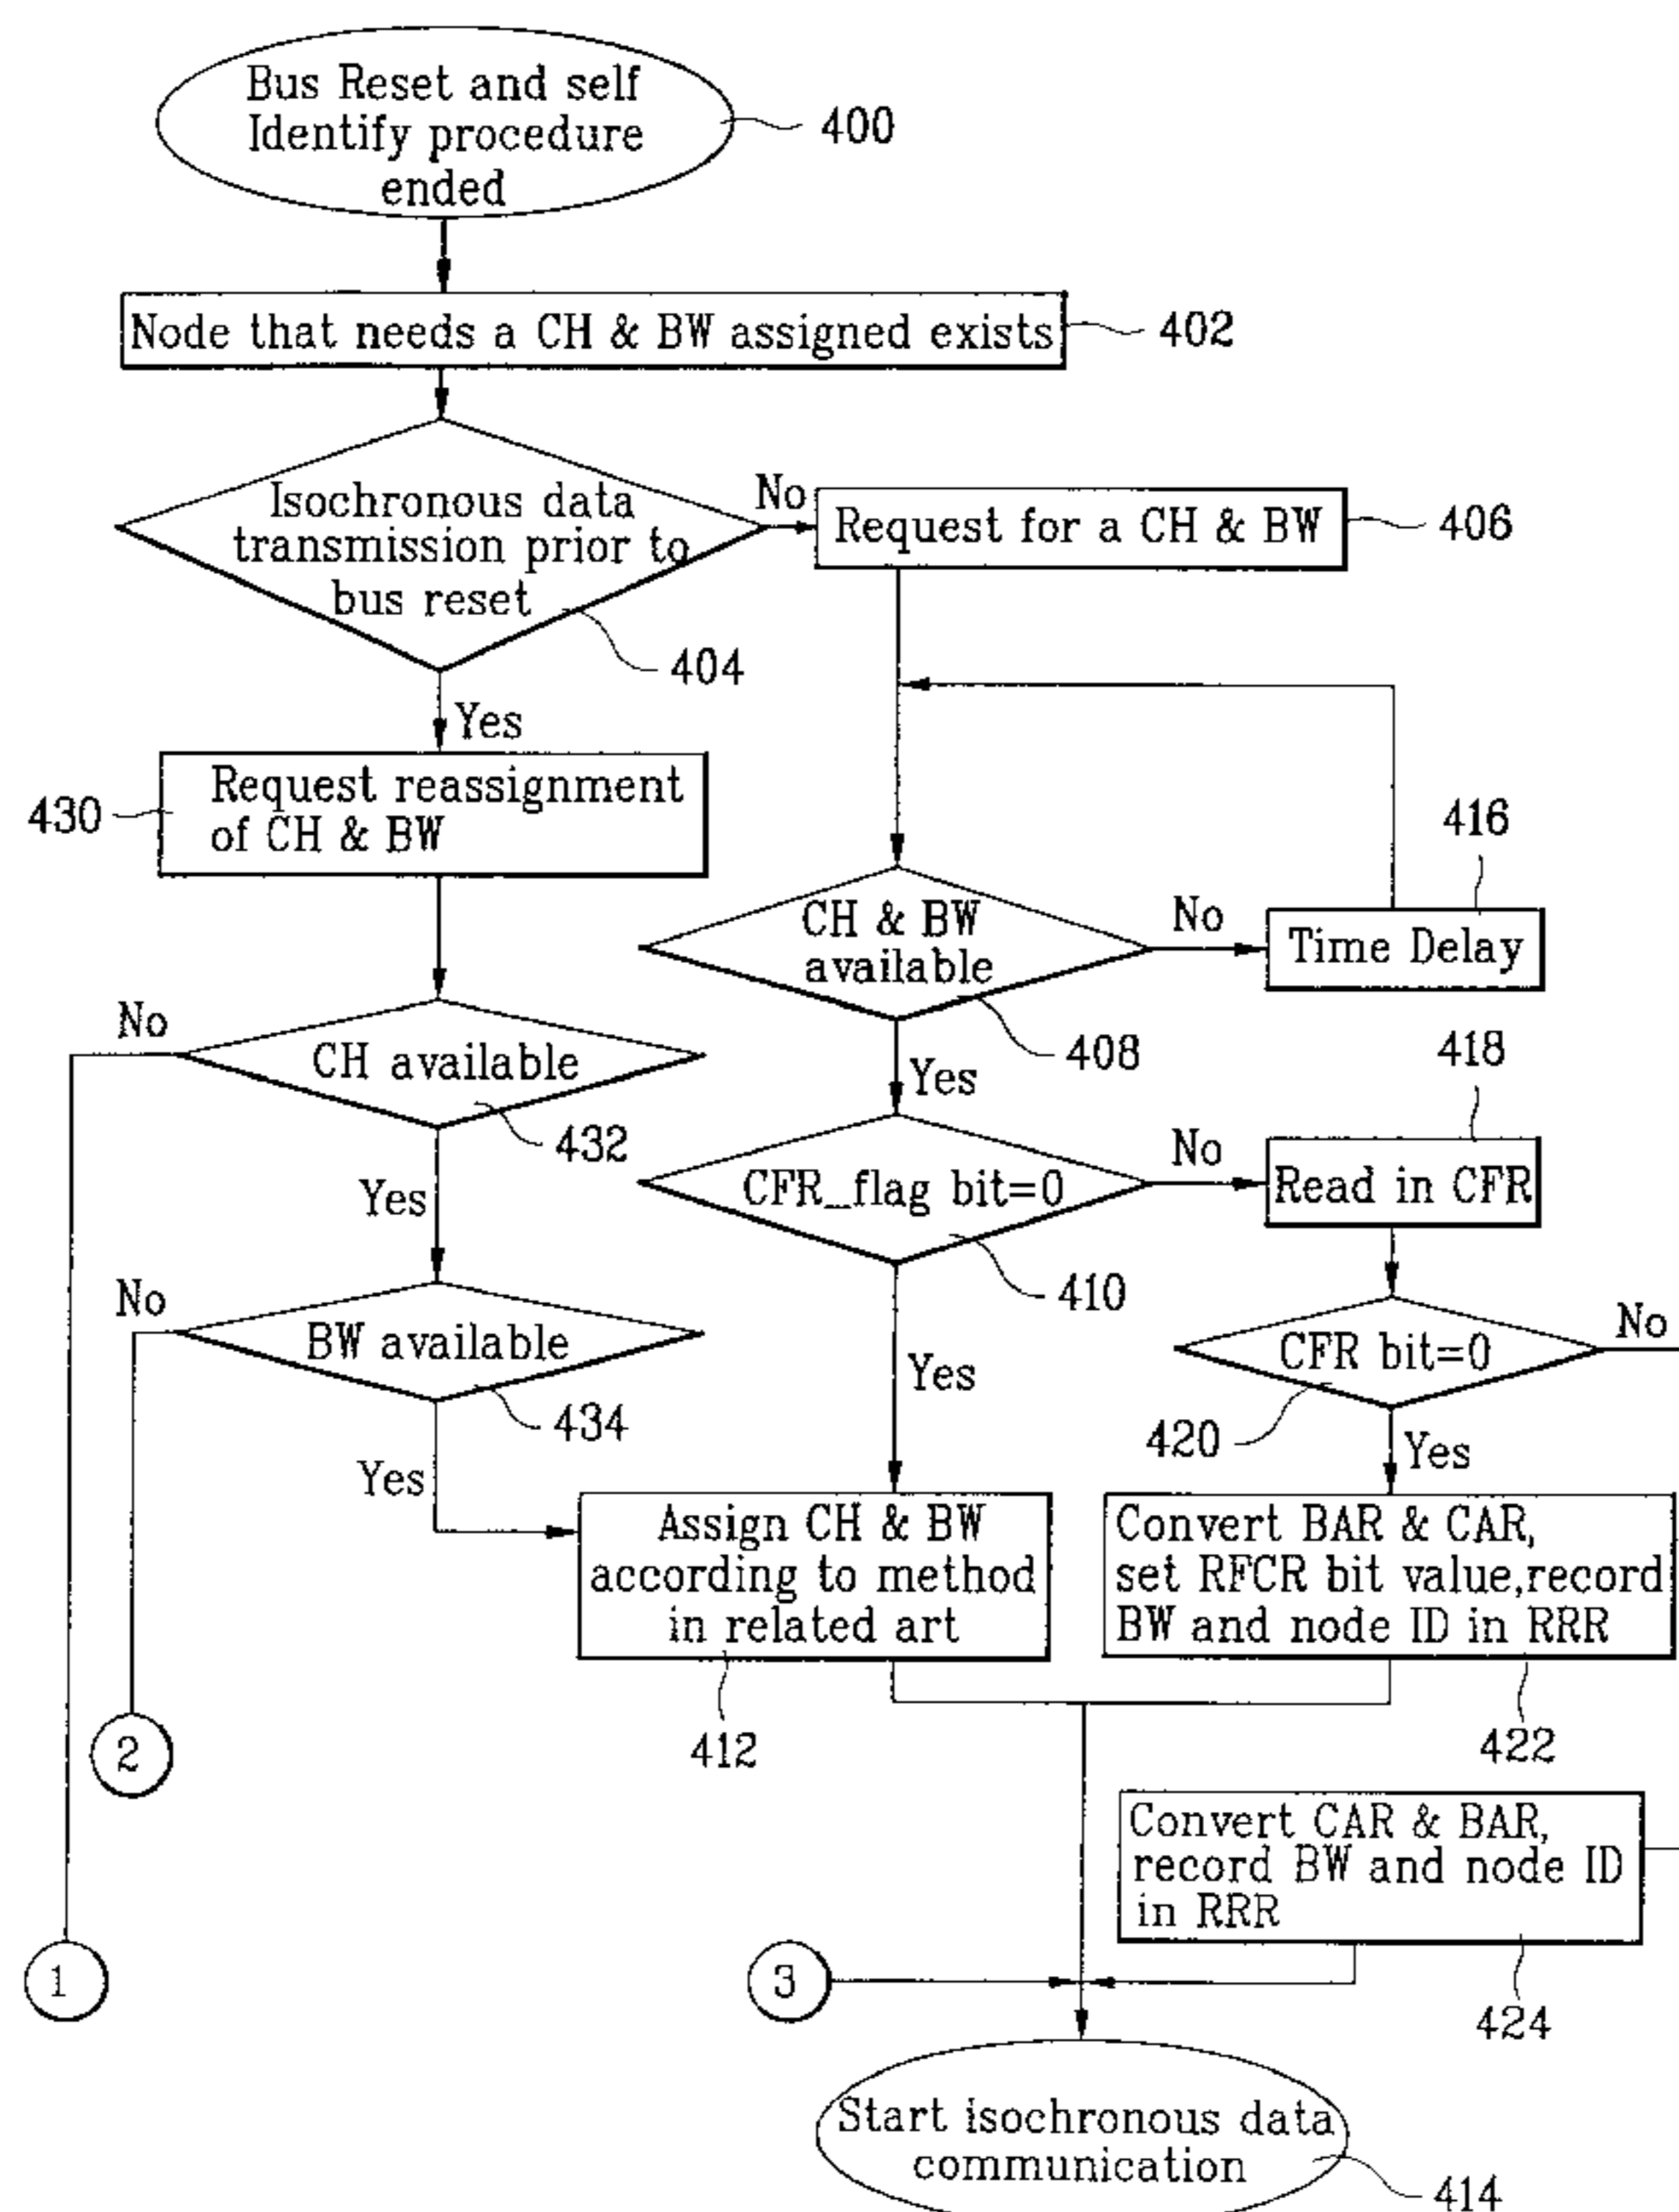 Bus Reset and self
Identify procedure
ended
400
Node that needs a CH & BW assigned exists
402
Isochronous data
transmission prior to
bus reset
404
No
Request for a CH & BW
406
Yes
Request reassignment
of CH & BW
430
416
CH & BW
available
No
Time Delay
408
No
CH available
432
Yes
418
Yes
CFR_flag bit=0
No
Read in CFR
410
No
BW available
434
Yes
CFR bit=0
No
420
Yes
Yes
Assign CH & BW
according to method
in related art
412
Convert BAR & CAR,
set RFCR bit value,record
BW and node ID in RRR
422
2
Convert CAR & BAR,
record BW and node ID
in RRR
424
1
3
Start isochronous data
communication
414